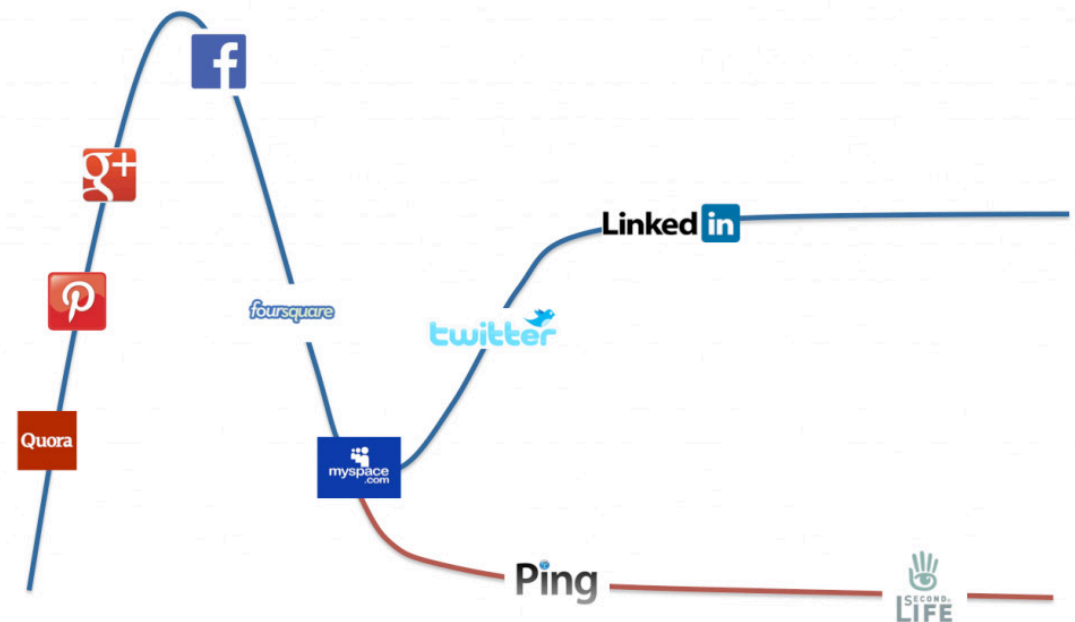 f
g+
P
Linked in
foursquare
twitter
Quora
myspace
.com
Ping
SECOND
LIFE